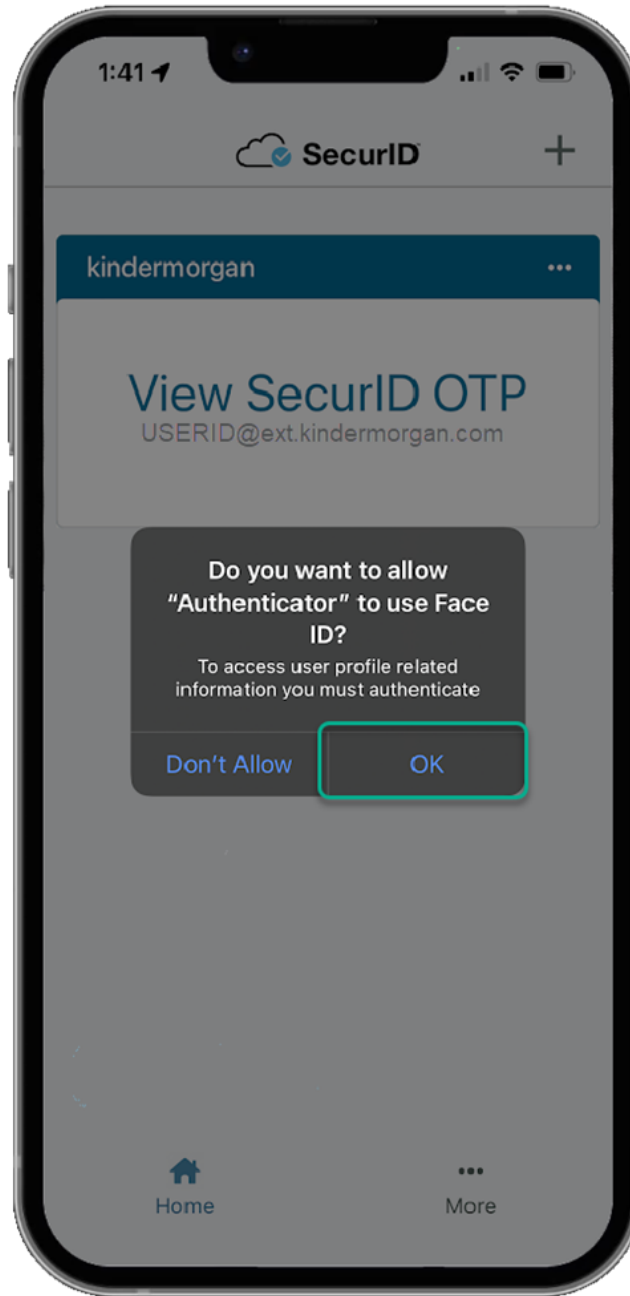 1:41
SecurID
+
kindermorgan
...
View SecurID OTP
USERID@ext.kindermorgan.com
Do you want to allow
“Authenticator” to use Face
ID?
To access user profile related
information you must authenticate
Don’t Allow
OK
Home
More